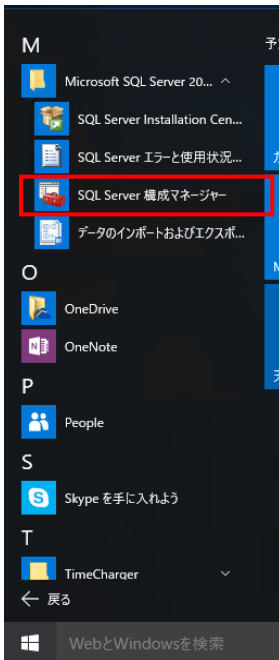 M
予
Microsoft SQL Server 20...
SQL Server Installation Cen...
SQL Server エラーと使用状況...
SQL Server 構成マネージャー
データのインポートおよびエクスポ...
O
OneDrive
OneNote
P
People
S
Skype を手に入れよう
T
TimeCharger
戻る
WebとWindowsを検索